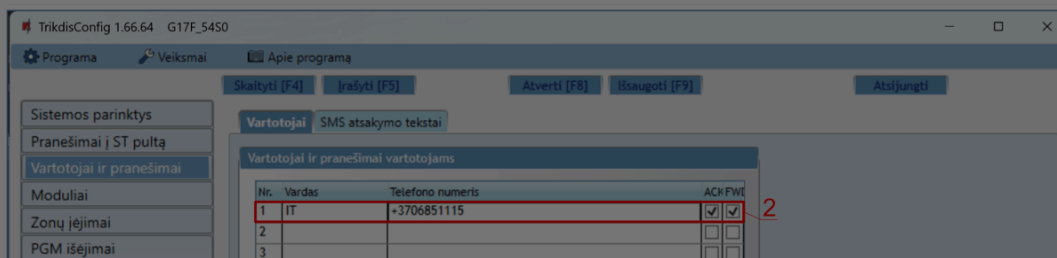 TrikdisConfig 1.66.64 G17F_54S0
Programa Veiksmai Apie programą
Skaityti [F4] Įrašyti [F5] Atverti [F8] Išsaugoti [F9] Atsijungti
Sistemos parinktys
Pranešimai į ST pultą
Vartotojai ir pranešimai
Moduliai
Zonų įėjimai
PGM išėjimai
Vartotojai SMS atsakymo tekstai
Vartotojai ir pranešimai vartotojams
Nr. Vardas Telefono numeris ACK FWD
1 IT +3706851115
2
3
2